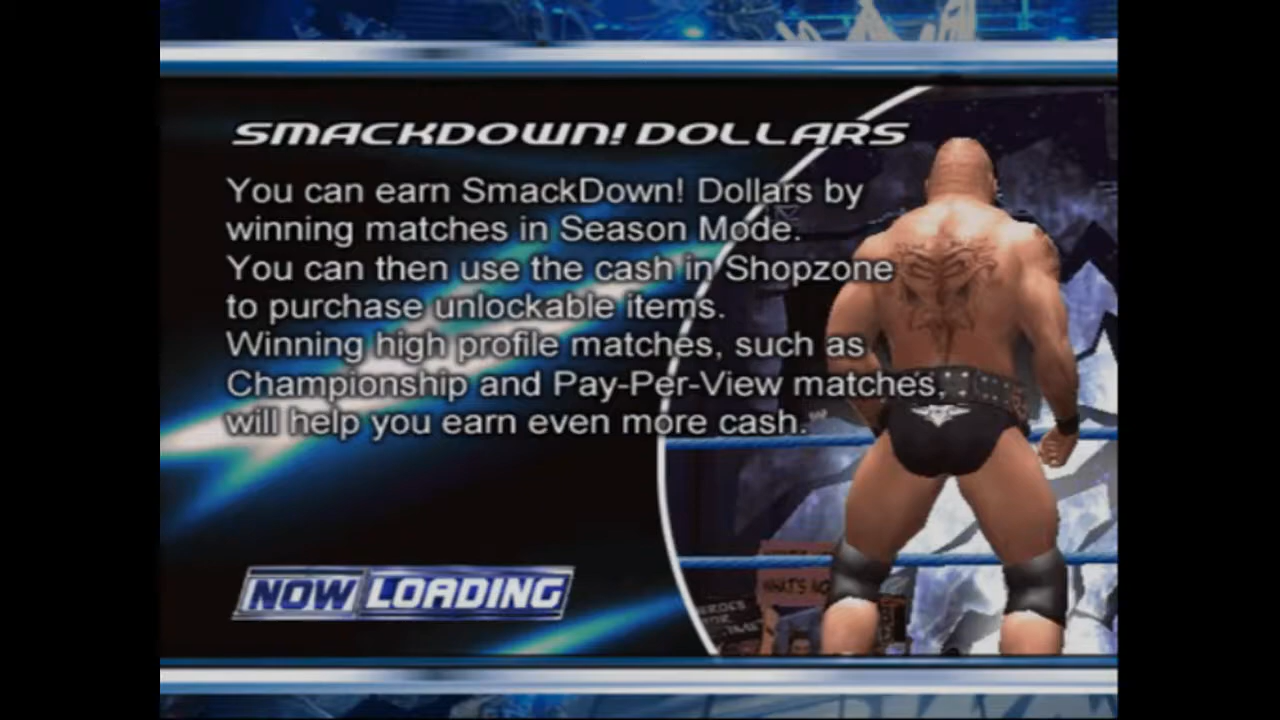 SMACKDOWN! DOLLARS
You can earn SmackDown! Dollars by
winning matches in Season Mode.
You can then use the cash in Shopzone
to purchase unlockable items.
Winning high profile matches, such as
Championship and Pay-Per-View matches,
will help you earn even more cash.
NOW LOADING